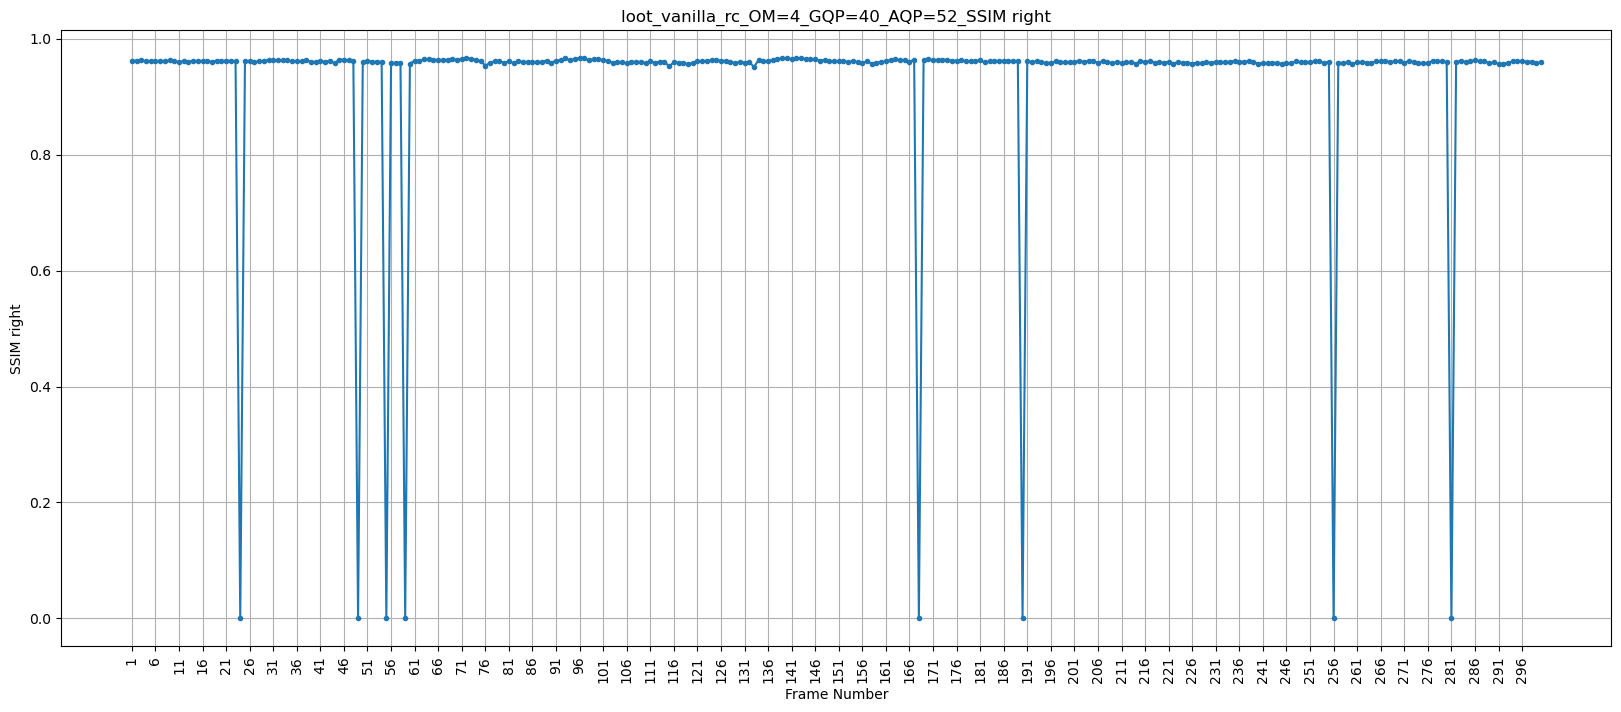 loot_vanilla_rc_OM=4_GQP=40_AQP=52_SSIM right
SSIM right
1.0
0.8
0.6
0.4
0.2
0.0
1 6 11 16 21 26 31 36 41 46 51 56 61 66 71 76 81 86 91 96 101 106 111 116 121 126 131 136 141 146 151 156 161 166 171 176 181 186 191 196 201 206 211 216 221 226 231 236 241 246 251 256 261 266 271 276 281 286 291 296
Frame Number